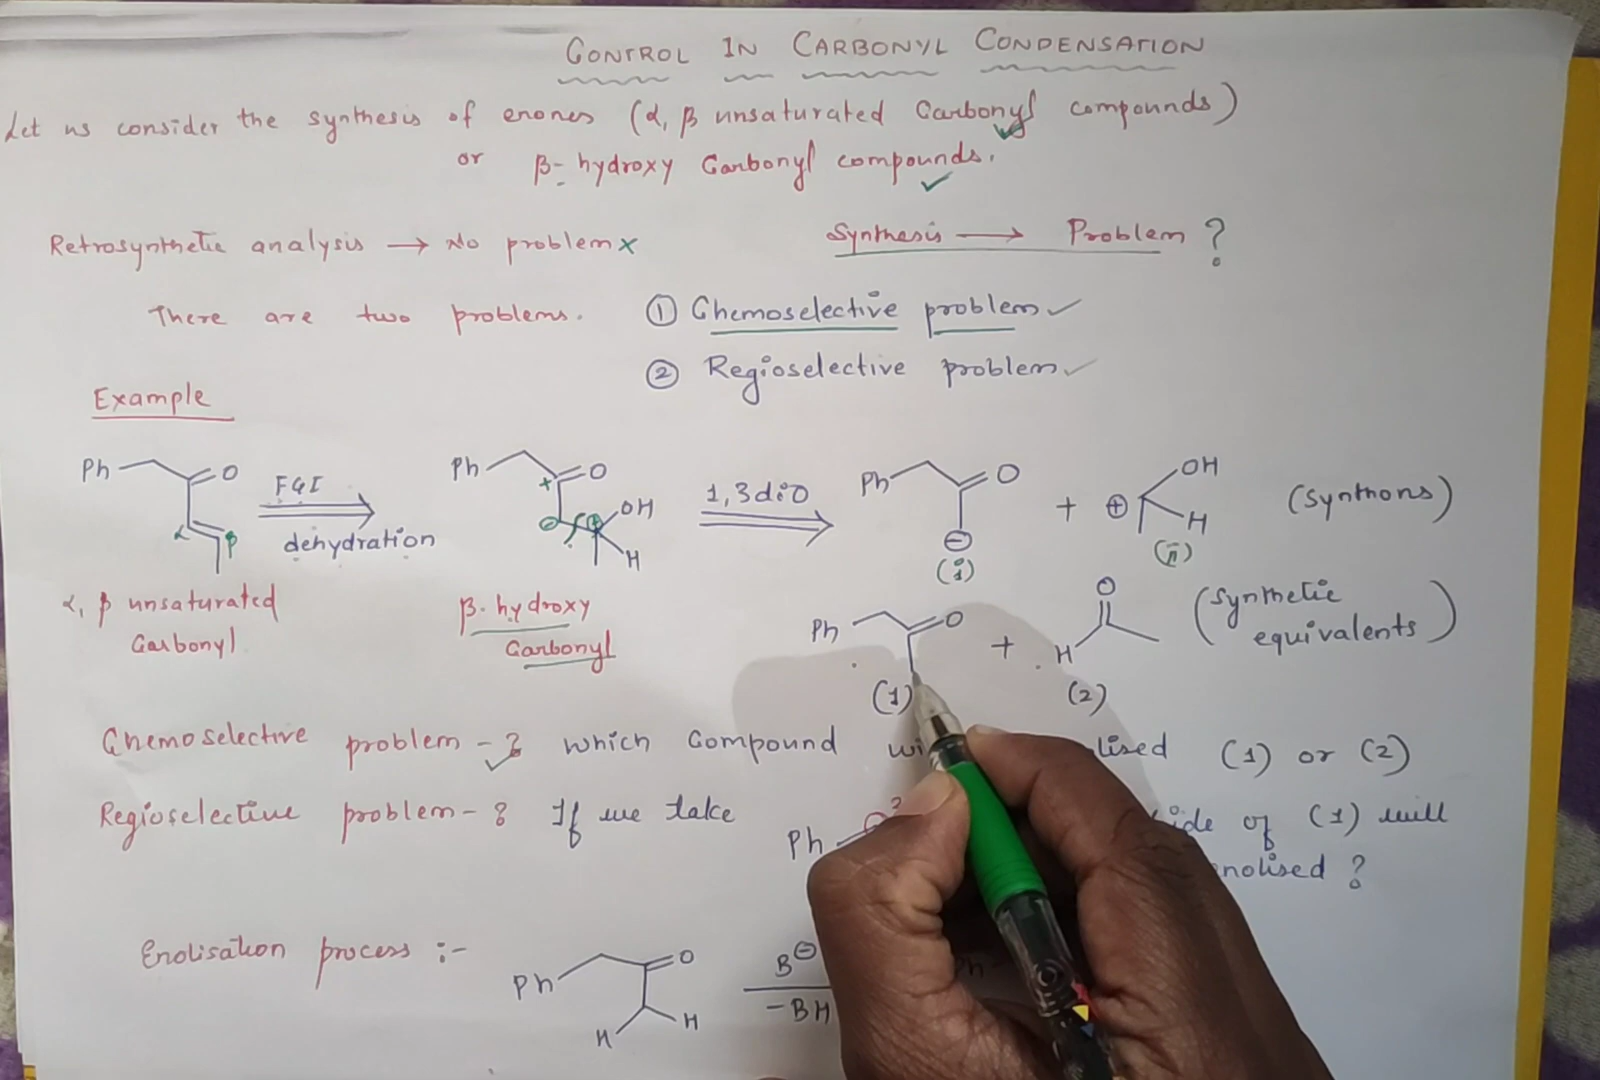 CONTROL IN CARBONYL CONDENSATION
Let us consider the synthesis of enones (α, β unsaturated Carbonyl compounds)
or β- hydroxy Carbonyl compounds.
Retrosynthetic analysis → No problem x
Synthesis → Problem ?
There are two problems. ① Chemoselective problem ✓
② Regioselective problem ✓
Example
Ph O FGI dehydration Ph O OH H 1,3 diO Ph O ⊖ (i) + ⊕ OH H (ii) (Synthons)
α β
α, β unsaturated Carbonyl
β-hydroxy Carbonyl
Ph O (1) + H O (2) (Synthetic equivalents)
Chemoselective problem - ? which Compound (1) or (2)
Regioselective problem - ? If we take Ph ? of (1) will
?
Enolisation process :- Ph O H H B⊖ -BH